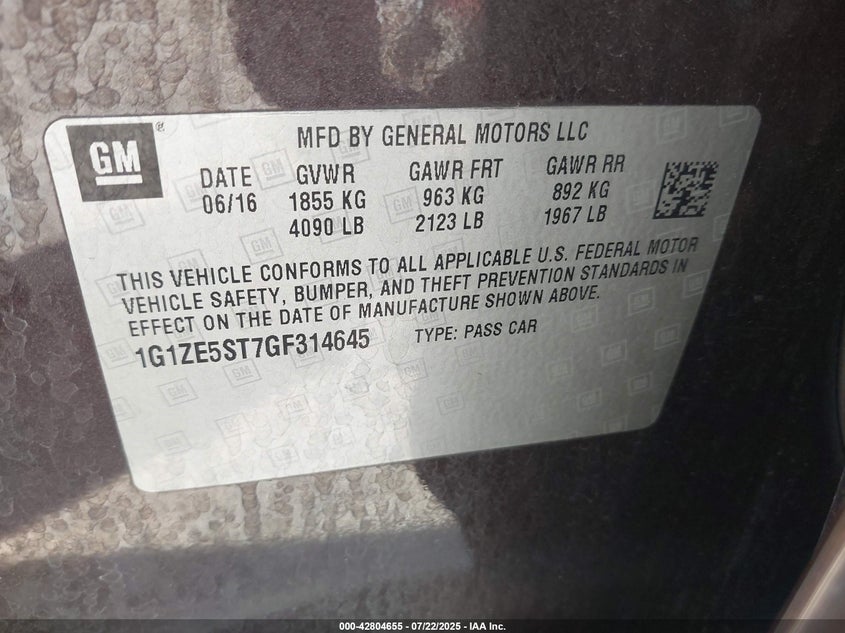 GM ®
MFD BY GENERAL MOTORS LLC
DATE GVWR GAWR FRT GAWR RR
06/16 1855 KG 963 KG 892 KG
4090 LB 2123 LB 1967 LB
THIS VEHICLE CONFORMS TO ALL APPLICABLE U.S. FEDERAL MOTOR
VEHICLE SAFETY, BUMPER, AND THEFT PREVENTION STANDARDS IN
EFFECT ON THE DATE OF MANUFACTURE SHOWN ABOVE.
1G1ZE5ST7GF314645 TYPE: PASS CAR
000-42804655 - 07/22/2025 - IAA Inc.